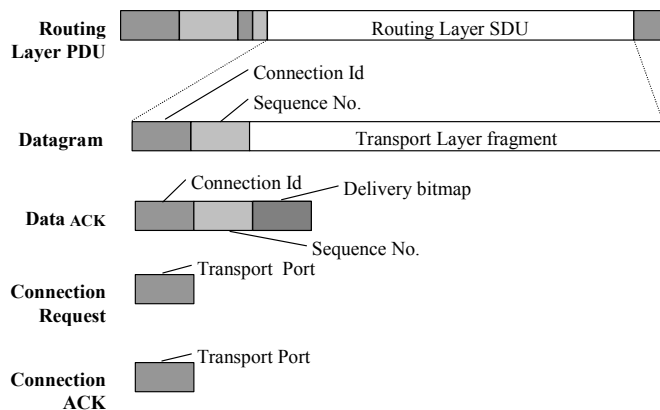 Routing
Layer PDU
Routing Layer SDU
Connection Id
Sequence No.
Datagram
Transport Layer fragment
Connection Id
Delivery bitmap
Data ACK
Sequence No.
Transport Port
Connection
Request
Transport Port
Connection
ACK